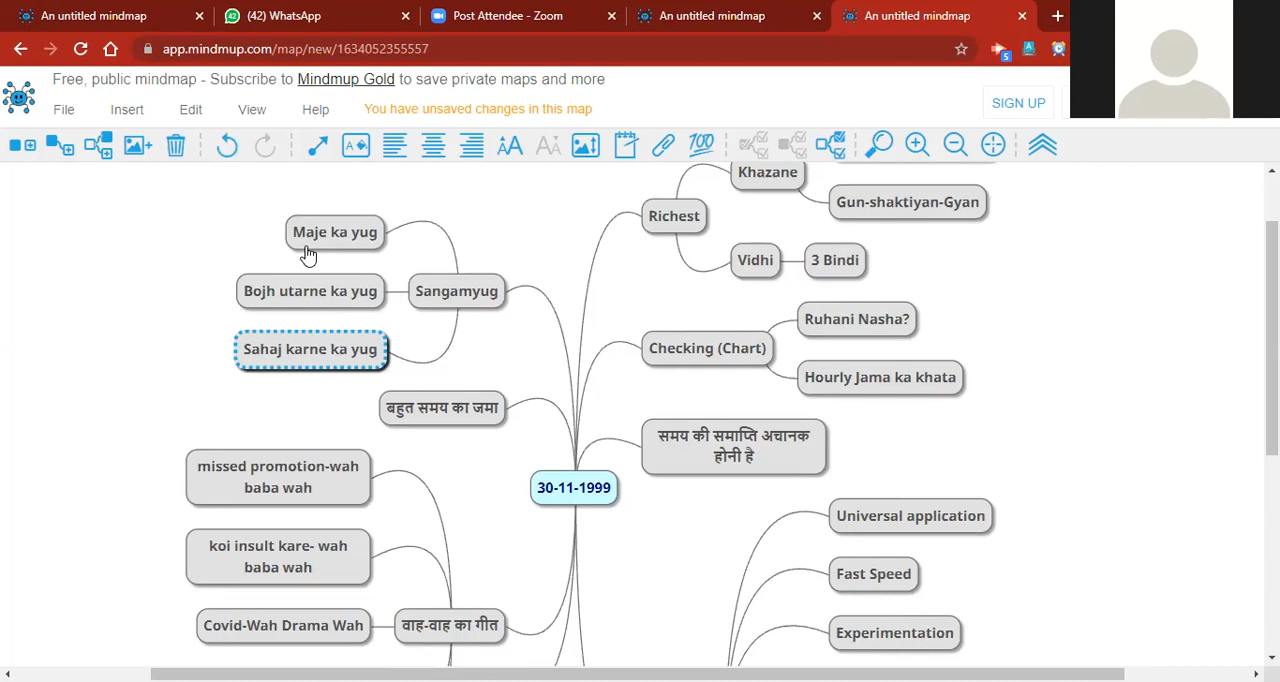 An untitled mindmap
(42) WhatsApp
Post Attendee - Zoom
An untitled mindmap
An untitled mindmap
42
app.mindmup.com/map/new/1634052355557
5
A
Free, public mindmap - Subscribe to Mindmup Gold to save private maps and more
File Insert Edit View Help You have unsaved changes in this map
SIGN UP
A
AA
AA
100
Khazane
Gun-shaktiyan-Gyan
Richest
Vidhi
3 Bindi
Maje ka yug
Bojh utarne ka yug
Sangamyug
Sahaj karne ka yug
Ruhani Nasha?
Checking (Chart)
Hourly Jama ka khata
बहुत समय का जमा
समय की समाप्ति अचानक
होनी है
missed promotion-wah
baba wah
30-11-1999
koi insult kare- wah
baba wah
Universal application
Fast Speed
Covid-Wah Drama Wah
वाह-वाह का गीत
Experimentation